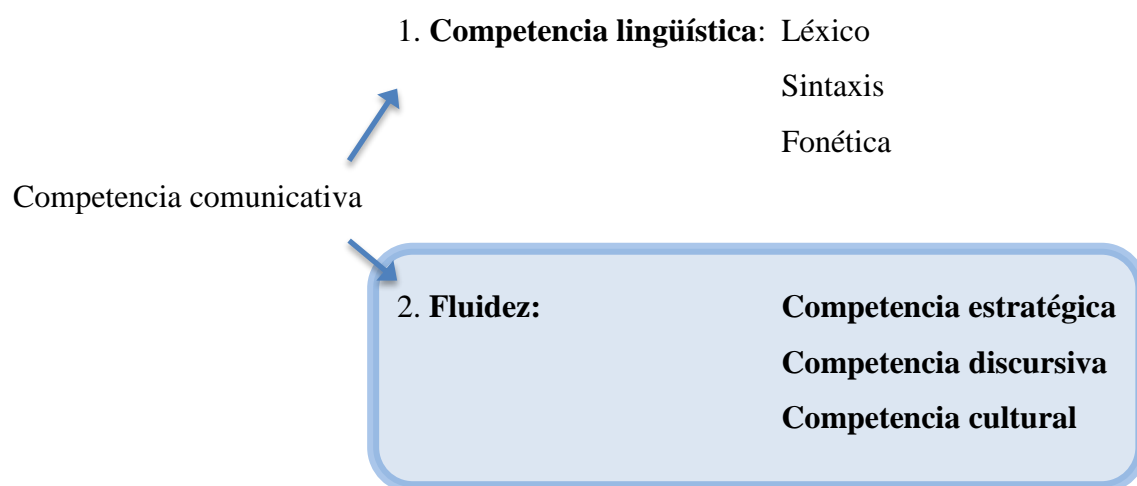 1. Competencia lingüística: Léxico
Sintaxis
Fonética
Competencia comunicativa
2. Fluidez: Competencia estratégica
Competencia discursiva
Competencia cultural